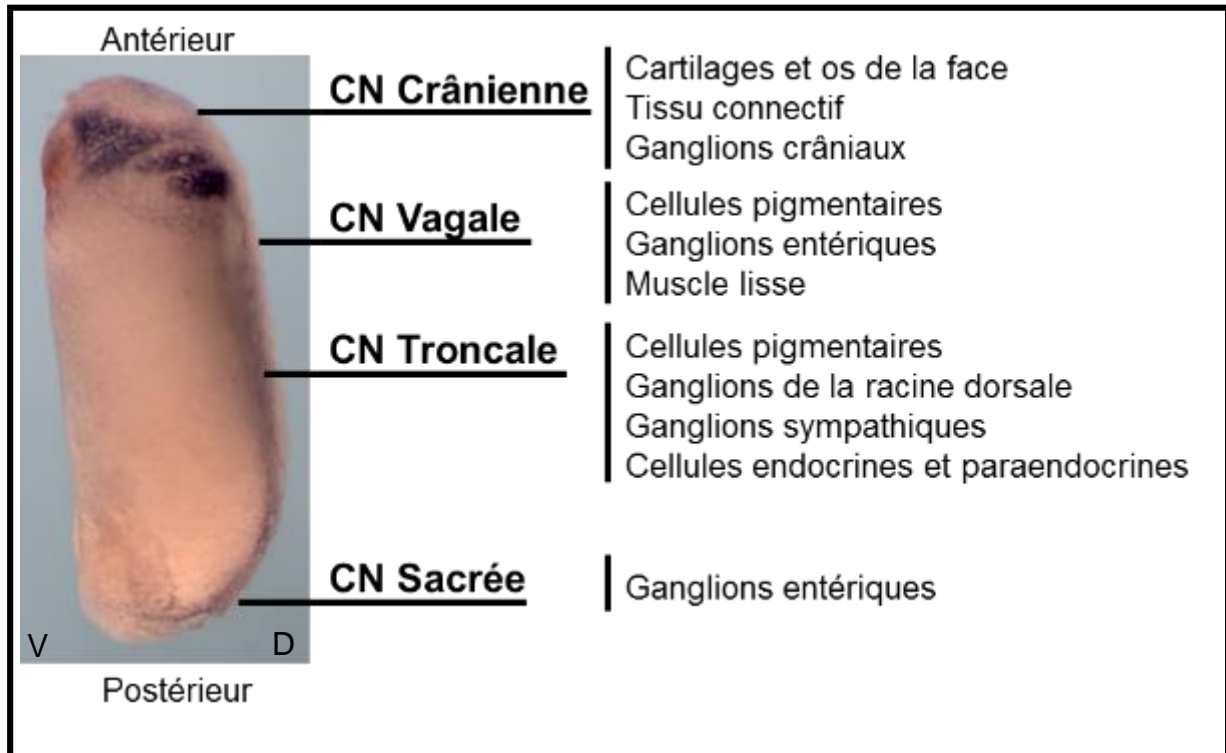 Antérieur
CN Crânienne
Cartilages et os de la face
Tissu connectif
Ganglions crâniaux
CN Vagale
Cellules pigmentaires
Ganglions entériques
Muscle lisse
CN Troncale
Cellules pigmentaires
Ganglions de la racine dorsale
Ganglions sympathiques
Cellules endocrines et paraendocrines
CN Sacrée
Ganglions entériques
V D
Postérieur